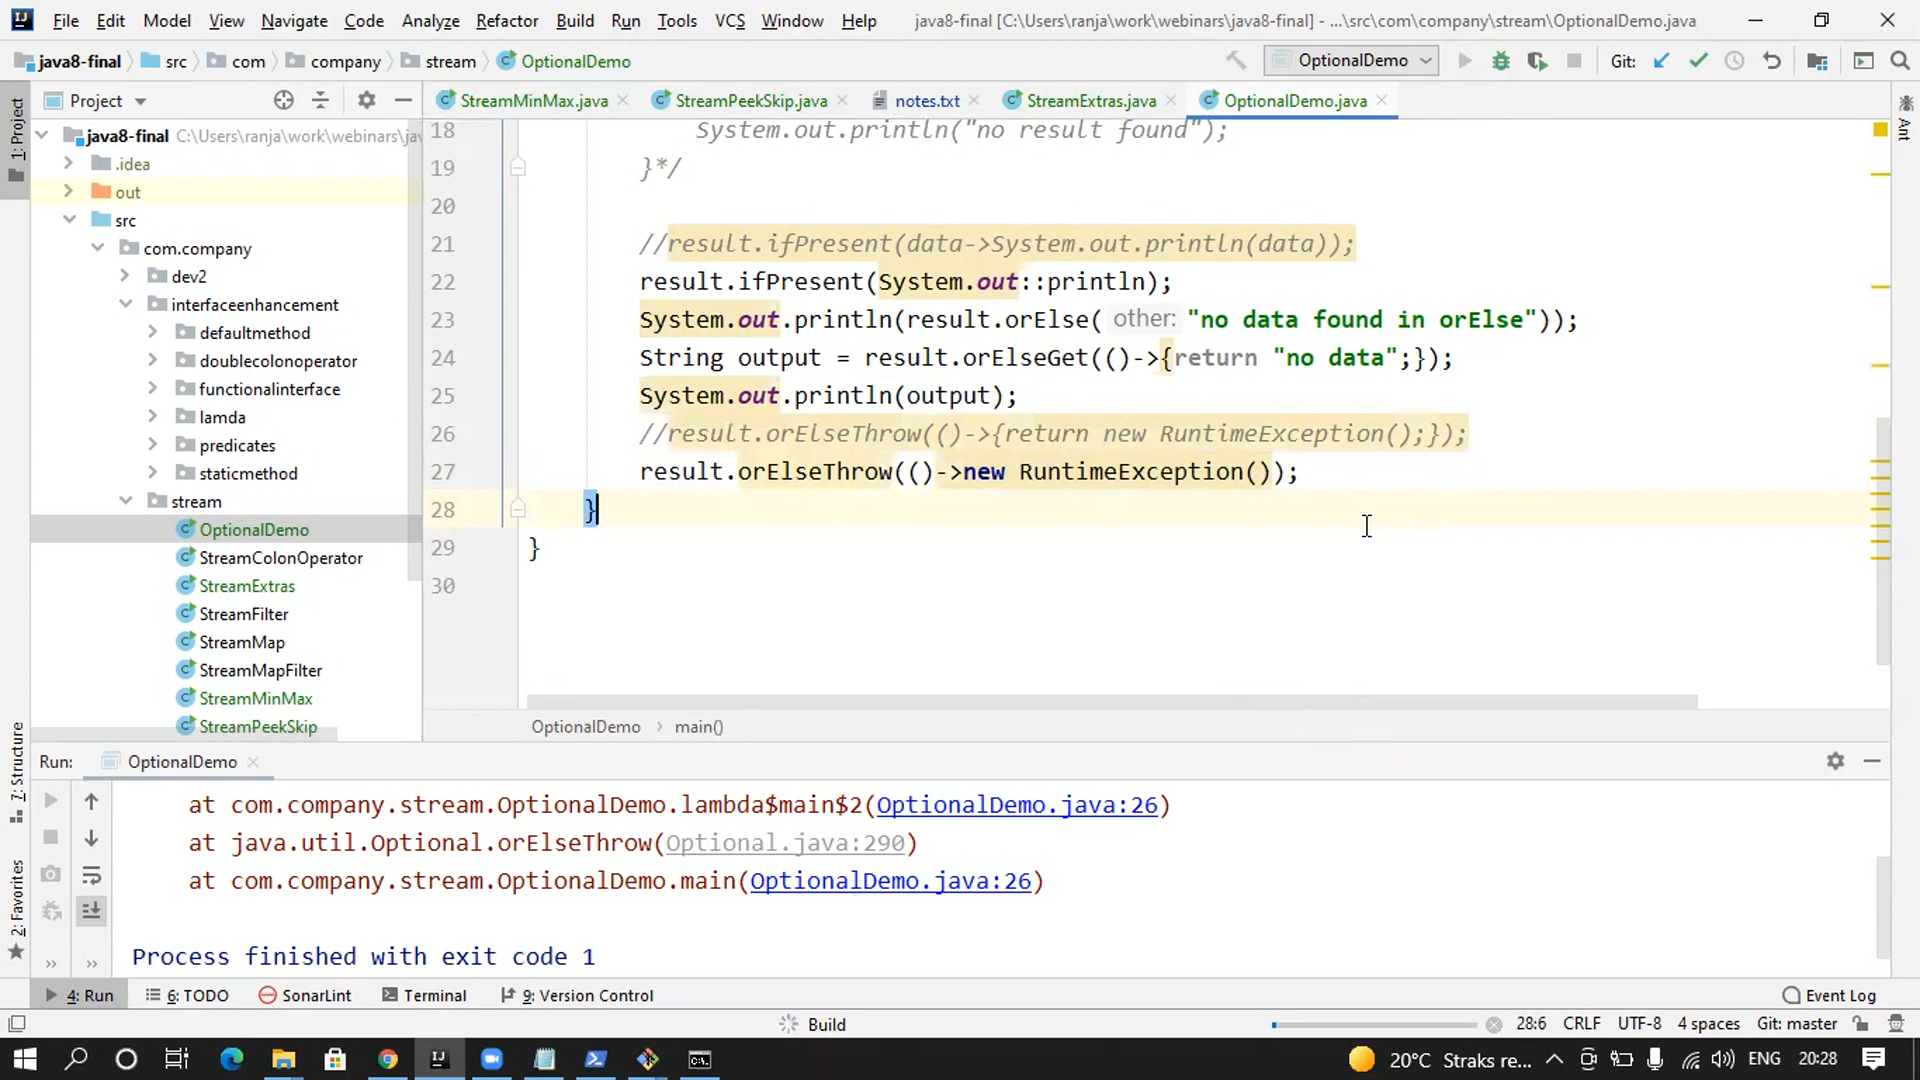 File Edit Model View Navigate Code Analyze Refactor Build Run Tools VCS Window Help java8-final [C:\Users\ranja\work\webinars\java8-final] - ...\src\com\company\stream\OptionalDemo.java
java8-final src com company stream OptionalDemo OptionalDemo Git:
Project StreamMinMax.java StreamPeekSkip.java notes.txt StreamExtras.java OptionalDemo.java
1: Project
7: Structure
2: Favorites
Ant
java8-final C:\Users\ranja\work\webinars\jav
.idea
out
src
com.company
dev2
interfaceenhancement
defaultmethod
doublecolonoperator
functionalinterface
lamda
predicates
staticmethod
stream
OptionalDemo
StreamColonOperator
StreamExtras
StreamFilter
StreamMap
StreamMapFilter
StreamMinMax
StreamPeekSkip
18 System.out.println("no result found");
19 }*/
20
21 //result.ifPresent(data->System.out.println(data));
22 result.ifPresent(System.out::println);
23 System.out.println(result.orElse( other: "no data found in orElse"));
24 String output = result.orElseGet(()->{return "no data";});
25 System.out.println(output);
26 //result.orElseThrow(()->{return new RuntimeException();});
27 result.orElseThrow(()->new RuntimeException());
28 }
29 }
30
OptionalDemo > main()
Run: OptionalDemo
at com.company.stream.OptionalDemo.lambda$main$2(OptionalDemo.java:26)
at java.util.Optional.orElseThrow(Optional.java:290)
at com.company.stream.OptionalDemo.main(OptionalDemo.java:26)
Process finished with exit code 1
4: Run 6: TODO SonarLint Terminal 9: Version Control Event Log
Build 28:6 CRLF UTF-8 4 spaces Git: master
20°C Straks re... ENG 20:28